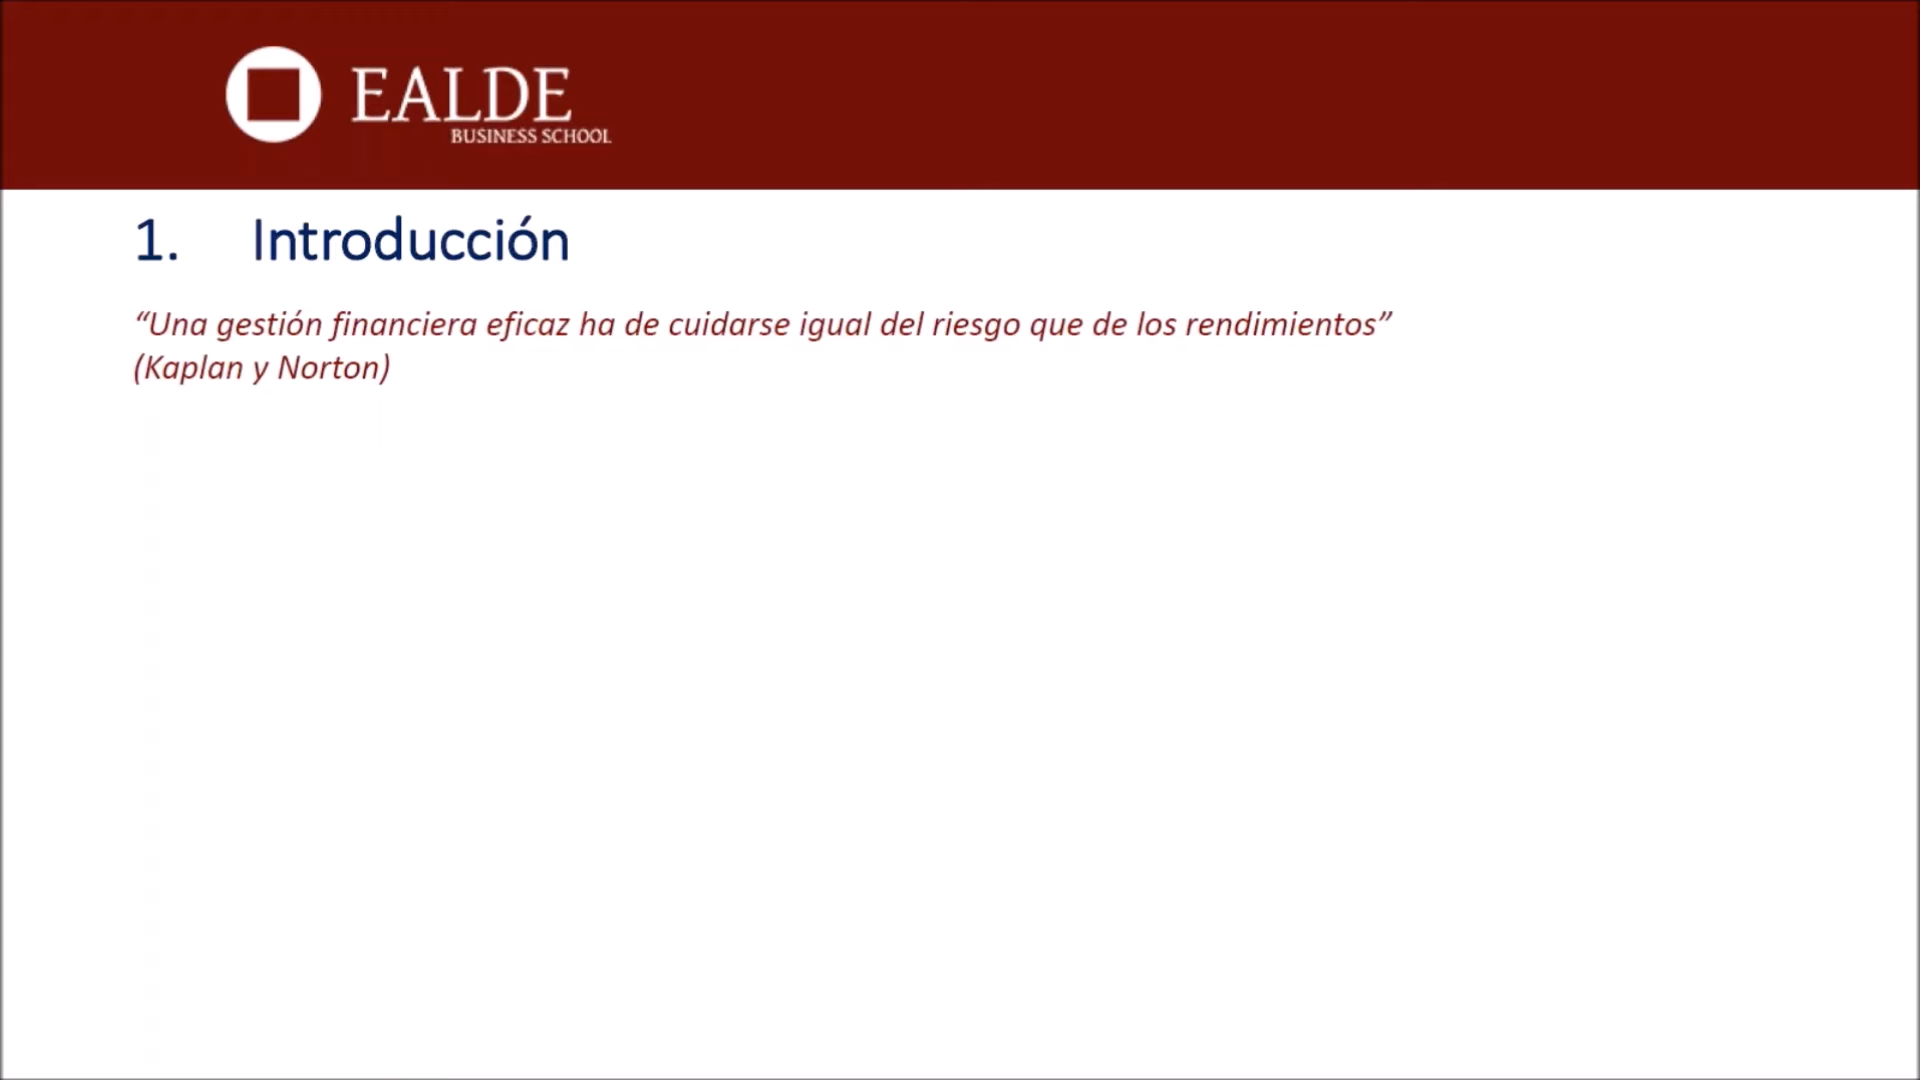 EALDE
BUSINESS SCHOOL
1. Introducción
“Una gestión financiera eficaz ha de cuidarse igual del riesgo que de los rendimientos”
(Kaplan y Norton)